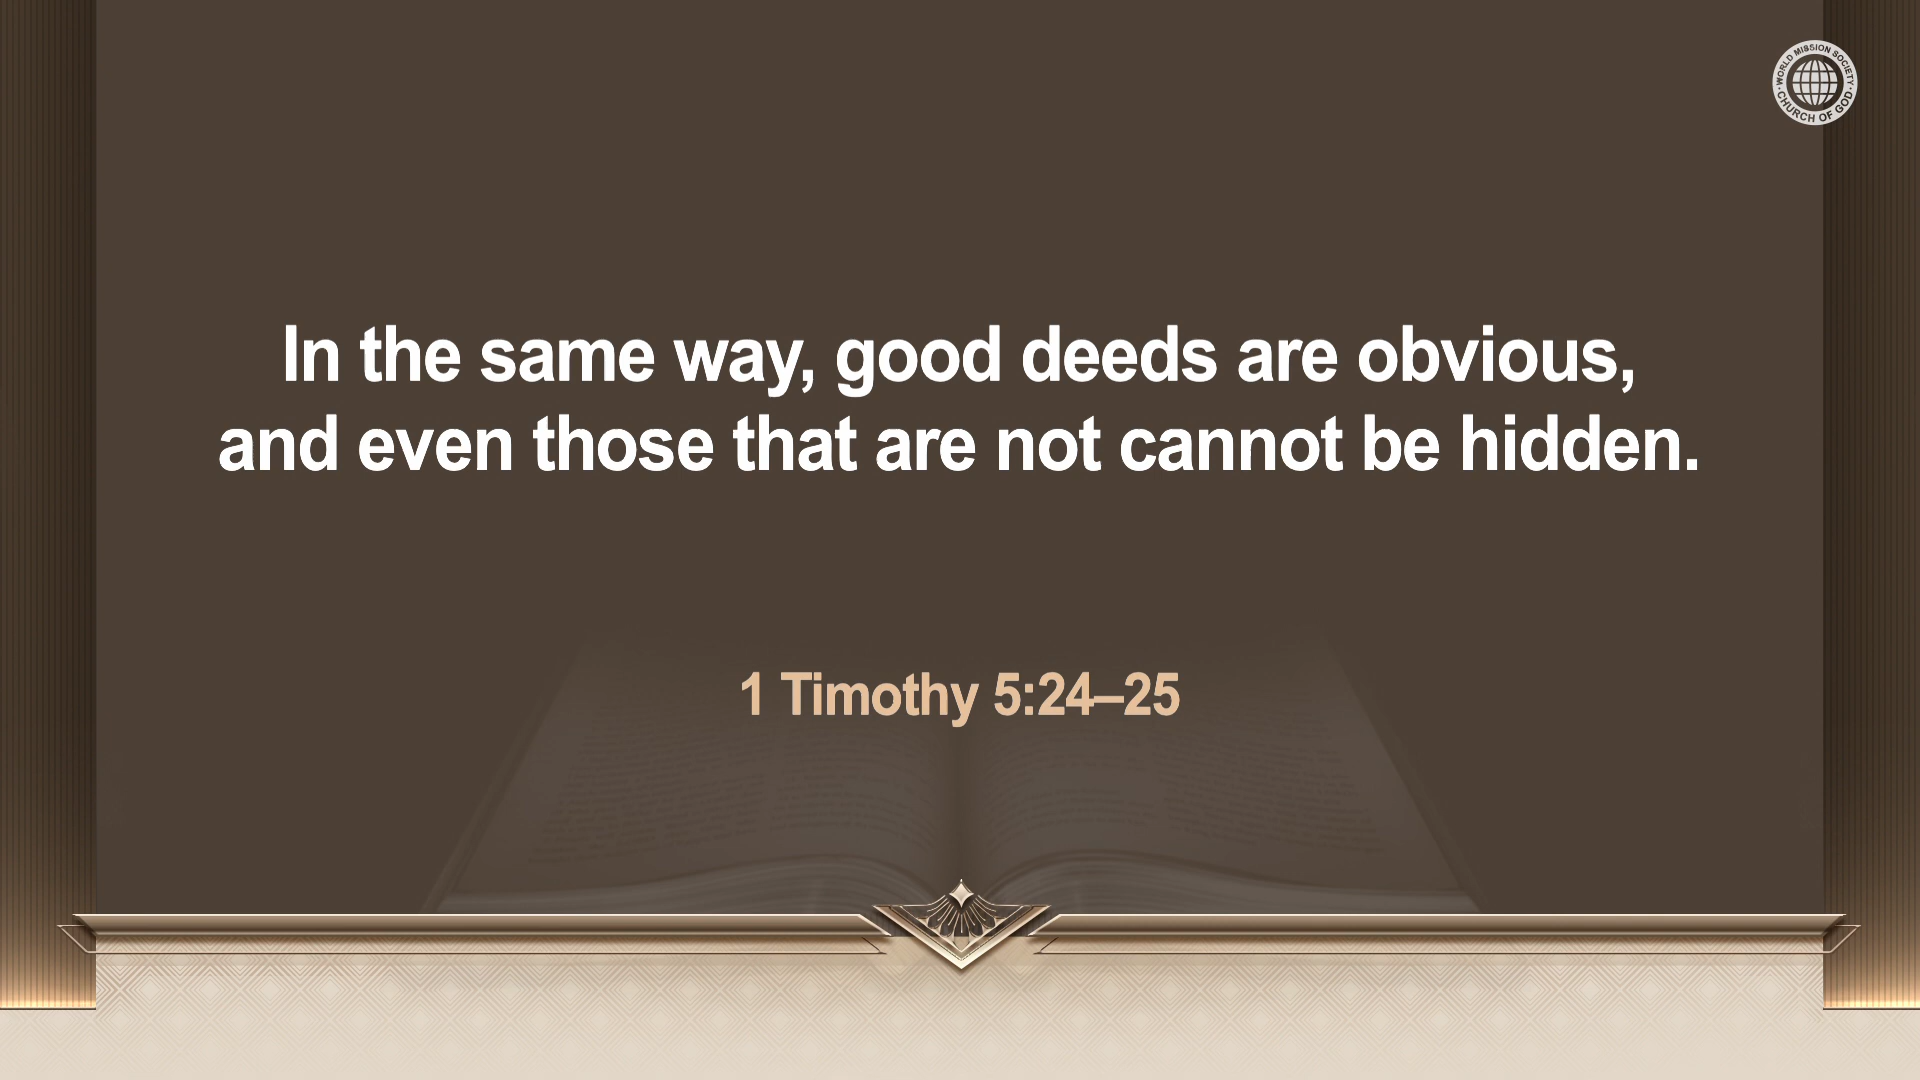 WORLD MISSION SOCIETY
CHURCH OF GOD
In the same way, good deeds are obvious,
and even those that are not cannot be hidden.
1 Timothy 5:24–25